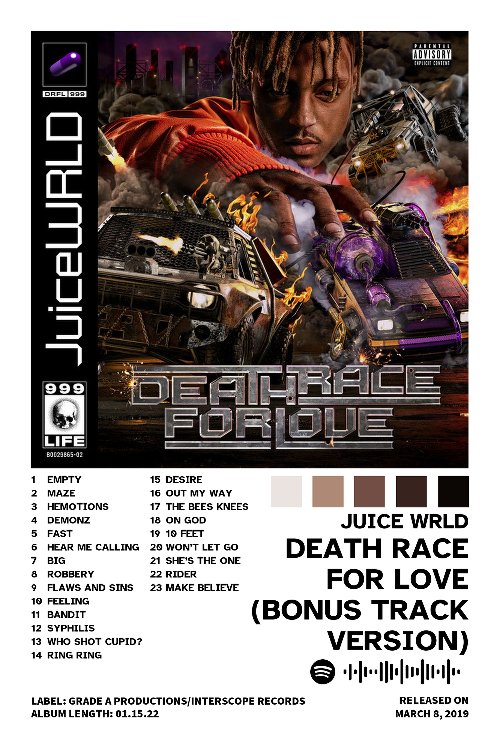 PARENTAL
ADVISORY
EXPLICIT CONTENT
DRFL 999
JuiceWRLD
DEATH RACE
FOR LOVE
999
LIFE
B0029865-02
1 EMPTY
2 MAZE
3 HEMOTIONS
4 DEMONZ
5 FAST
6 HEAR ME CALLING
7 BIG
8 ROBBERY
9 FLAWS AND SINS
10 FEELING
11 BANDIT
12 SYPHILIS
13 WHO SHOT CUPID?
14 RING RING
15 DESIRE
16 OUT MY WAY
17 THE BEES KNEES
18 ON GOD
19 10 FEET
20 WON'T LET GO
21 SHE'S THE ONE
22 RIDER
23 MAKE BELIEVE
JUICE WRLD
DEATH RACE
FOR LOVE
(BONUS TRACK
VERSION)
LABEL: GRADE A PRODUCTIONS/INTERSCOPE RECORDS
ALBUM LENGTH: 01.15.22
RELEASED ON
MARCH 8, 2019